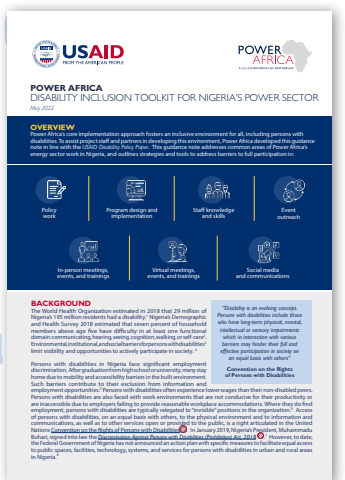 USAID
FROM THE AMERICAN PEOPLE
POWER
AFRICA
A U.S. GOVERNMENT-LED PARTNERSHIP
POWER AFRICA
DISABILITY INCLUSION TOOLKIT FOR NIGERIA'S POWER SECTOR
May 2022
OVERVIEW
Power Africa's core implementation approach fosters an inclusive environment for all, including persons with
disabilities. To assist project staff and partners in developing this environment, Power Africa developed this guidance
note in line with the USAID Disability Policy Paper. This guidance note addresses common areas of Power Africa's
energy sector work in Nigeria, and outlines strategies and tools to address barriers to full participation in:
Policy
work
Program design and
implementation
Staff knowledge
and skills
Event
outreach
In-person meetings,
events, and trainings
Virtual meetings,
events, and trainings
Social media
and communications
BACKGROUND
The World Health Organization estimated in 2018 that 29 million of
Nigeria's 195 million residents had a disability. Nigeria's Demographic
and Health Survey 2018 estimated that seven percent of household
members above age five have difficulty in at least one functional
domain: communicating, hearing, seeing, cognition, walking, or self-care.
Environmental, institutional, and social barriers for persons with disabilities
limit visibility and opportunities to actively participate in society.
"Disability is an evolving concept.
Persons with disabilities include those
who have long-term physical, mental,
intellectual or sensory impairments
which in interaction with various
barriers may hinder their full and
effective participation in society on
an equal basis with others"
Convention on the Rights
of Persons with Disabilities
Persons with disabilities in Nigeria face significant employment
discrimination. After graduation from high school or university, many stay
home due to mobility and accessibility barriers in the built environment.
Such barriers contribute to their exclusion from information and
employment opportunities. Persons with disabilities often experience lower wages than their non-disabled peers.
Persons with disabilities are also faced with work environments that are not conducive for their productivity or
are inaccessible due to employers failing to provide reasonable workplace accommodations. Where they do find
employment, persons with disabilities are typically relegated to "invisible" positions in the organization. Access
of persons with disabilities, on an equal basis with others, to the physical environment and to information and
communications, as well as to other services open or provided to the public, is a right articulated in the United
Nations Convention on the Rights of Persons with Disabilities. In January 2019, Nigeria's President, Muhammadu
Buhari, signed into law the Discrimination Against Persons with Disabilities (Prohibition) Act, 2018. However, to date,
the Federal Government of Nigeria has not announced an action plan with specific measures to facilitate equal access
to public spaces, facilities, technology, systems, and services for persons with disabilities in urban and rural areas
in Nigeria.